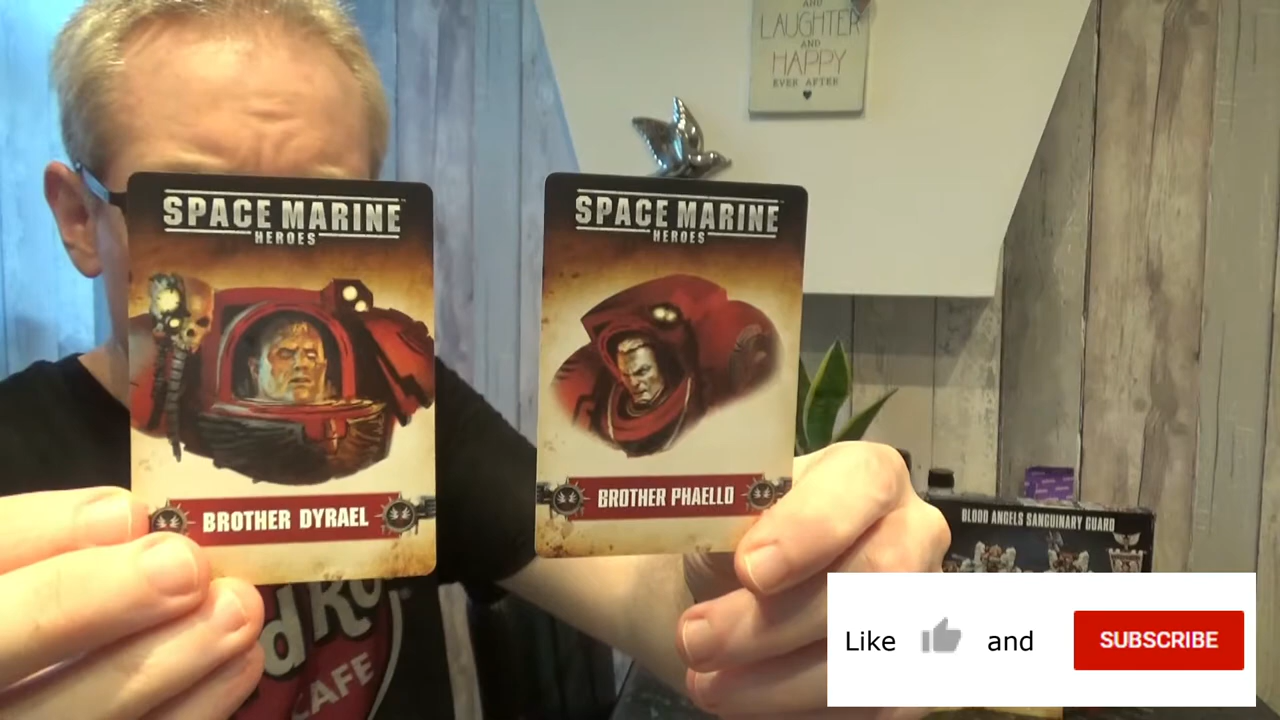 AND
LAUGHTER
AND
HAPPY
EVER AFTER
SPACE MARINE
HEROES
BROTHER DYRAEL
SPACE MARINE
HEROES
BROTHER PHAELLO
BLOOD ANGELS SANGUINARY GUARD
CAFE
Like and SUBSCRIBE